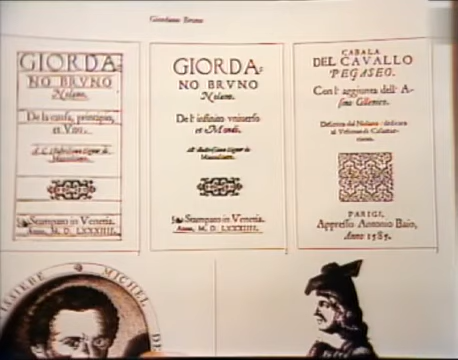 Giordano Bruno
GIORDA=
NO BRVNO
Nolano.
De la causa, principio,
et Vno.
Stampato in Venetia.
Anno. M. D. LXXXIIII.
GIORDA=
NO BRVNO
Nolano.
De l' infinito vniuerso
et Mondi.
Stampato in Venetia.
Anno. M. D. LXXXIIII.
CABALA
DEL CAVALLO
PEGASEO.
Con l' aggiunta dell' A-
sino Cillenico.
PARIGI,
Appresso Antonio Baio,
Anno 1585.
MICHEL DE